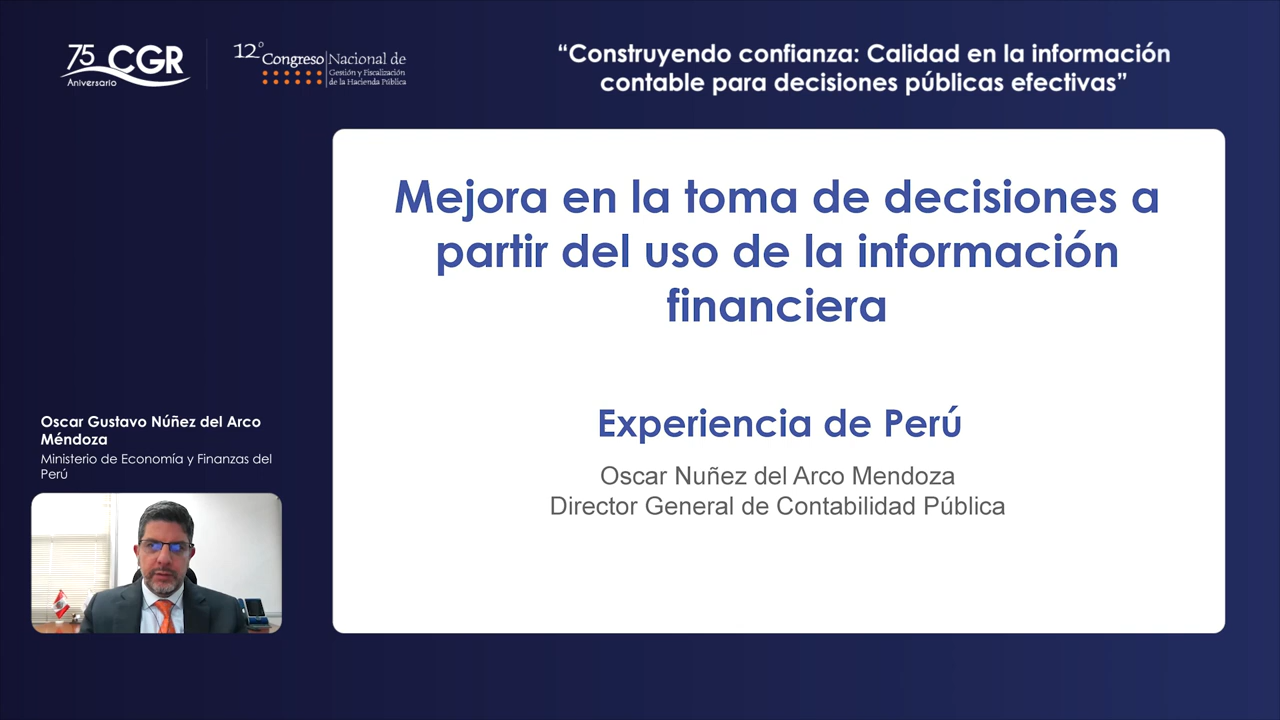 75 CGR
Aniversario
12° Congreso Nacional de
Gestión y Fiscalización
de la Hacienda Pública
“Construyendo confianza: Calidad en la información
contable para decisiones públicas efectivas”
Mejora en la toma de decisiones a
partir del uso de la información
financiera
Experiencia de Perú
Oscar Nuñez del Arco Mendoza
Director General de Contabilidad Pública
Oscar Gustavo Núñez del Arco
Méndoza
Ministerio de Economía y Finanzas del
Perú